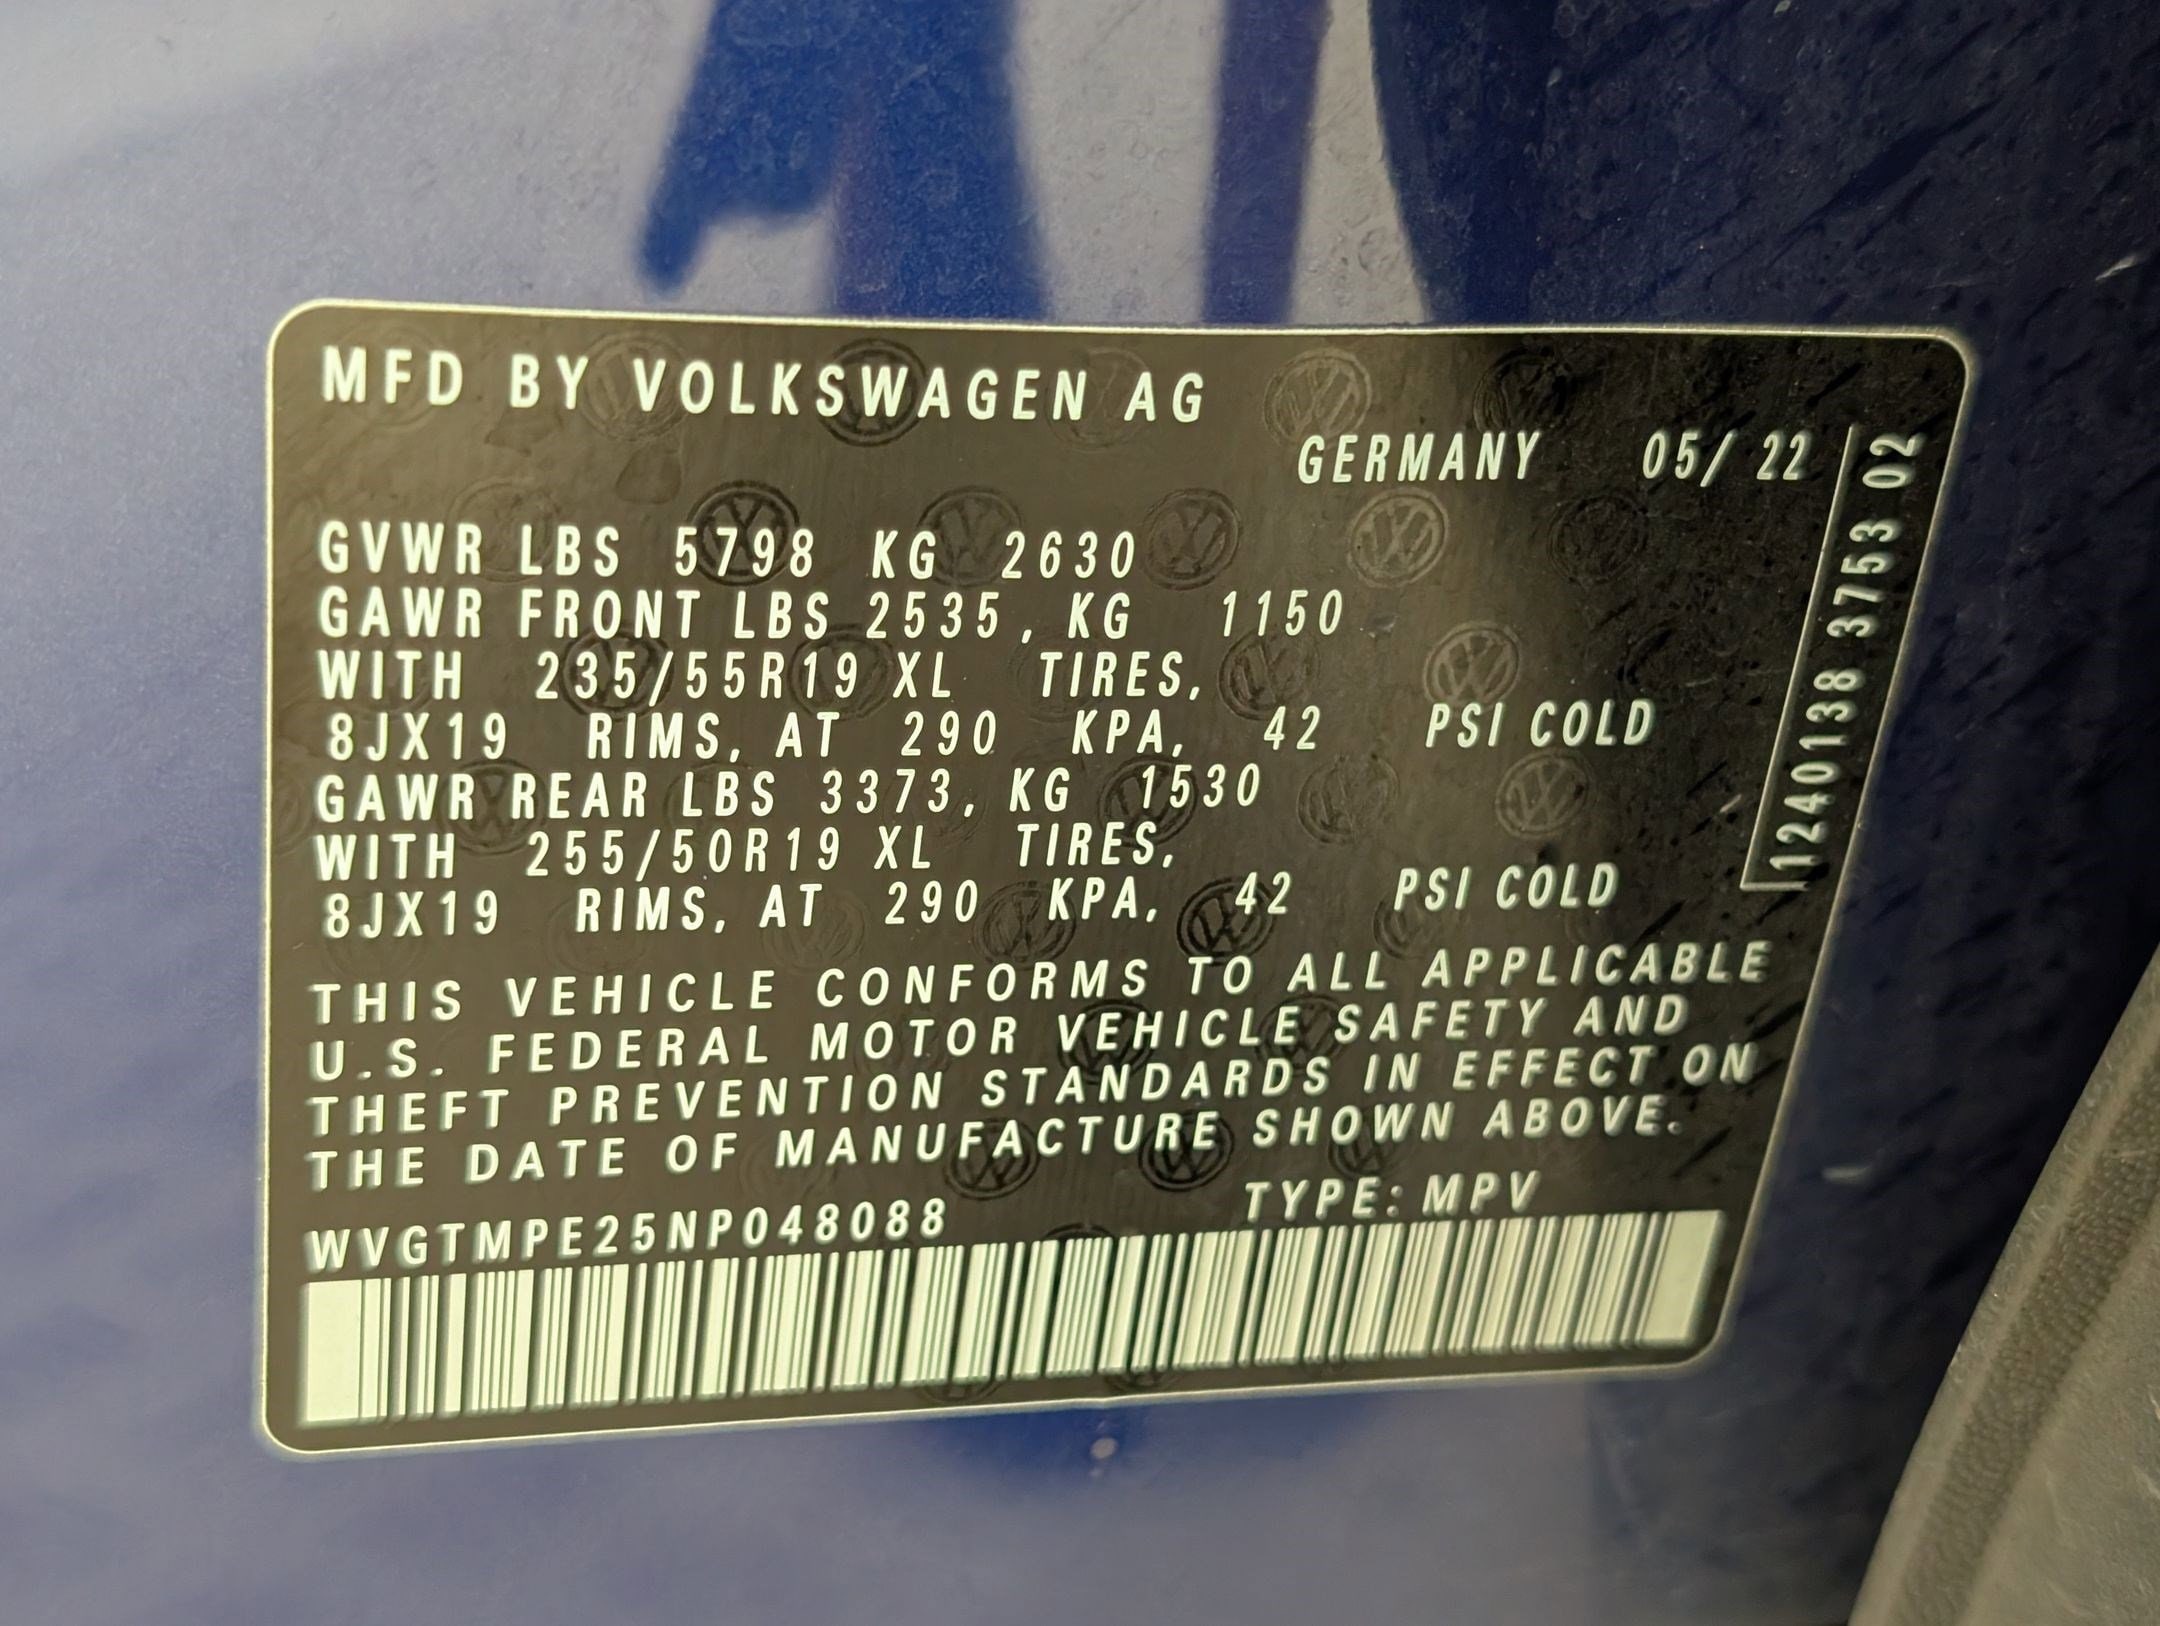 MFD BY VOLKSWAGEN AG
GERMANY 05/ 22
GVWR LBS 5798 KG 2630
GAWR FRONT LBS 2535, KG 1150
WITH 235/55R19 XL TIRES,
8JX19 RIMS, AT 290 KPA, 42 PSI COLD
GAWR REAR LBS 3373, KG 1530
WITH 255/50R19 XL TIRES,
8JX19 RIMS, AT 290 KPA, 42 PSI COLD
THIS VEHICLE CONFORMS TO ALL APPLICABLE
U.S. FEDERAL MOTOR VEHICLE SAFETY AND
THEFT PREVENTION STANDARDS IN EFFECT ON
THE DATE OF MANUFACTURE SHOWN ABOVE.
WVGTMPE25NP048088 TYPE: MPV
1240138 3753 02